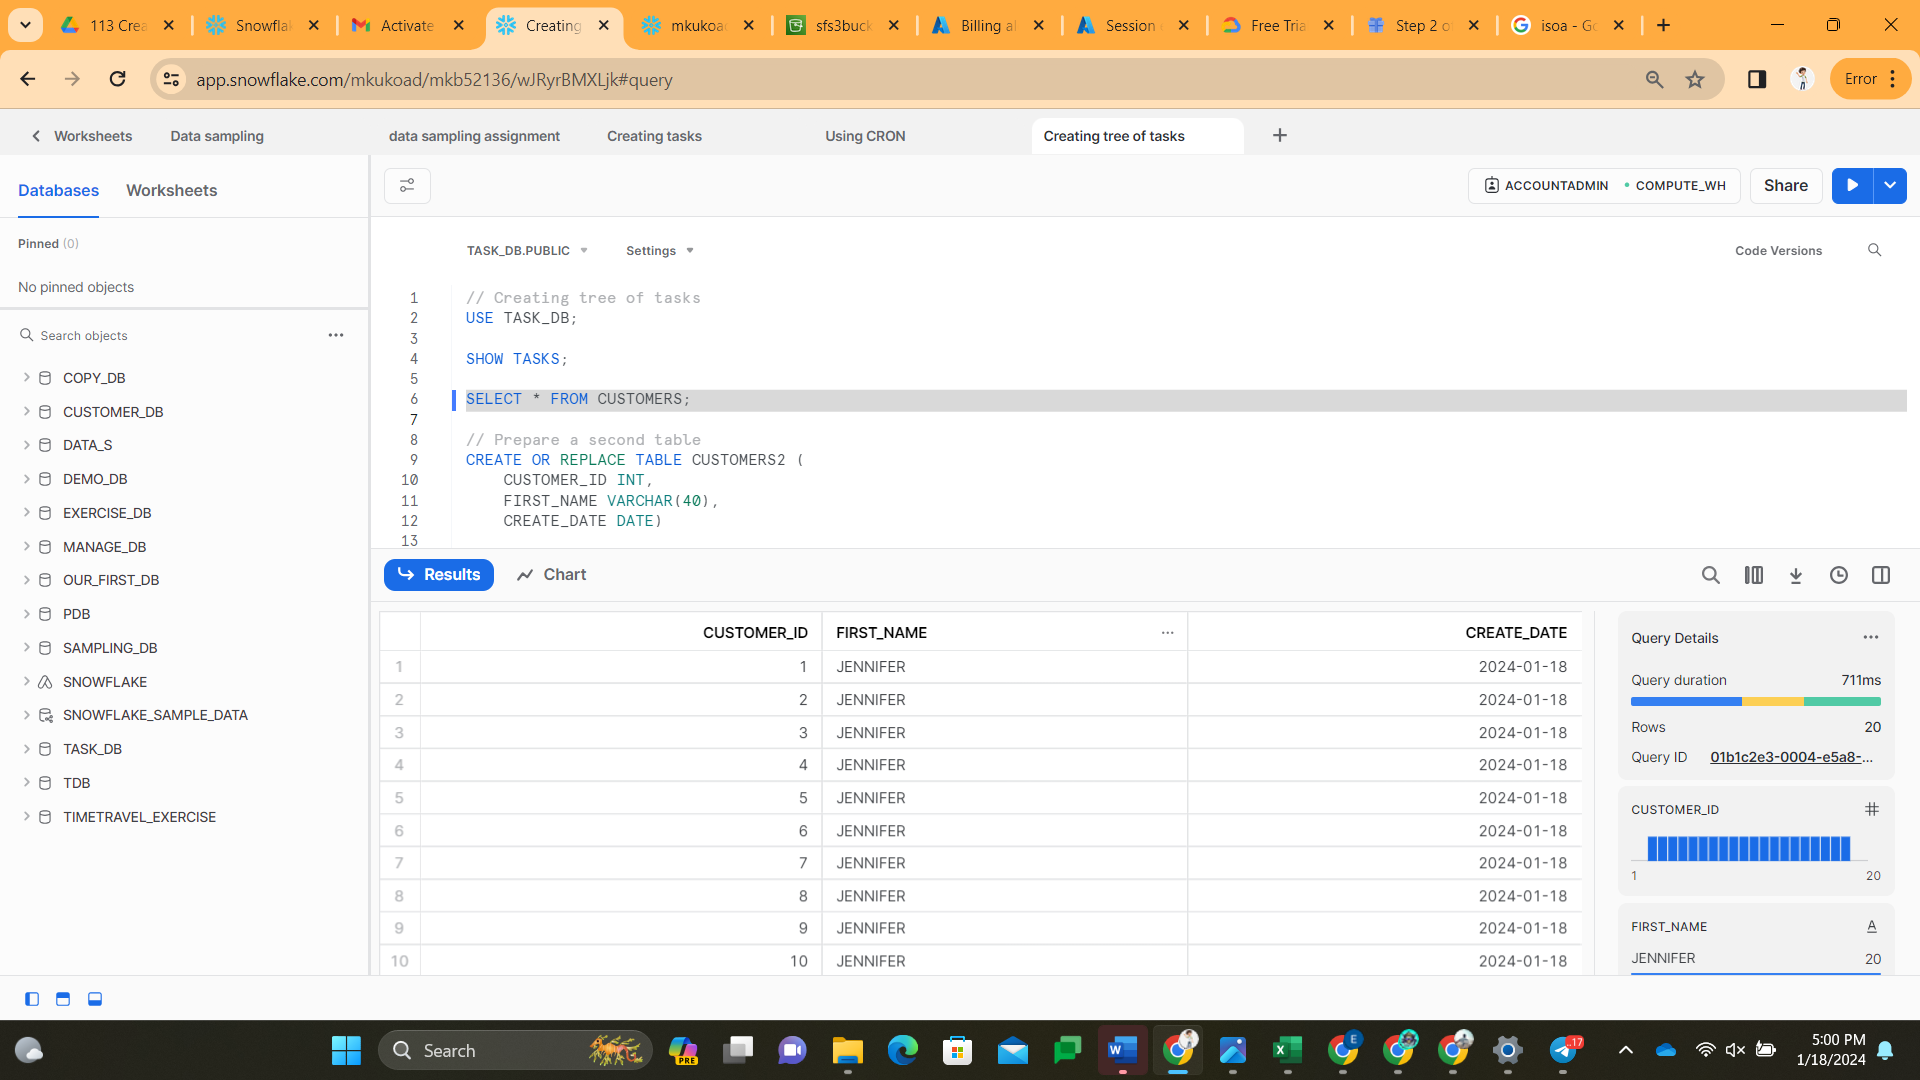 113 Crea
Snowflak
Activate
Creating
mkukoad
sfs3buck
Billing al
Session
Free Tria
Step 2 o
isoa - Go
app.snowflake.com/mkukoad/mkb52136/wJRyrBMXLjk#query
Error
Worksheets
Data sampling
data sampling assignment
Creating tasks
Using CRON
Creating tree of tasks
Databases
Worksheets
ACCOUNTADMIN
COMPUTE_WH
Share
Pinned (0)
No pinned objects
Search objects
COPY_DB
CUSTOMER_DB
DATA_S
DEMO_DB
EXERCISE_DB
MANAGE_DB
OUR_FIRST_DB
PDB
SAMPLING_DB
SNOWFLAKE
SNOWFLAKE_SAMPLE_DATA
TASK_DB
TDB
TIMETRAVEL_EXERCISE
TASK_DB.PUBLIC
Settings
Code Versions
1 // Creating tree of tasks
2 USE TASK_DB;
3
4 SHOW TASKS;
5
6 SELECT * FROM CUSTOMERS;
7
8 // Prepare a second table
9 CREATE OR REPLACE TABLE CUSTOMERS2 (
10 CUSTOMER_ID INT,
11 FIRST_NAME VARCHAR(40),
12 CREATE_DATE DATE)
13
Results
Chart
CUSTOMER_ID FIRST_NAME ... CREATE_DATE
1 1 JENNIFER 2024-01-18
2 2 JENNIFER 2024-01-18
3 3 JENNIFER 2024-01-18
4 4 JENNIFER 2024-01-18
5 5 JENNIFER 2024-01-18
6 6 JENNIFER 2024-01-18
7 7 JENNIFER 2024-01-18
8 8 JENNIFER 2024-01-18
9 9 JENNIFER 2024-01-18
10 10 JENNIFER 2024-01-18
Query Details
Query duration 711ms
Rows 20
Query ID 01b1c2e3-0004-e5a8-...
CUSTOMER_ID
1 20
FIRST_NAME A
JENNIFER 20
Search
PRE
E
17
5:00 PM
1/18/2024